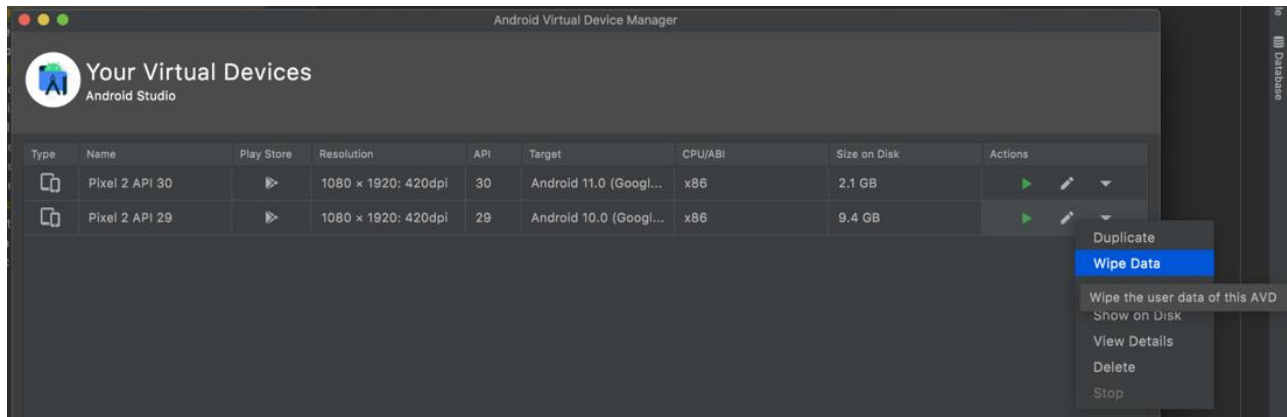 Android Virtual Device Manager
Your Virtual Devices
Android Studio
Type Name Play Store Resolution API Target CPU/ABI Size on Disk Actions
Pixel 2 API 30 1080 × 1920: 420dpi 30 Android 11.0 (Googl... x86 2.1 GB
Pixel 2 API 29 1080 × 1920: 420dpi 29 Android 10.0 (Googl... x86 9.4 GB
Duplicate
Wipe Data
Wipe the user data of this AVD
Show on Disk
View Details
Delete
Stop
Database